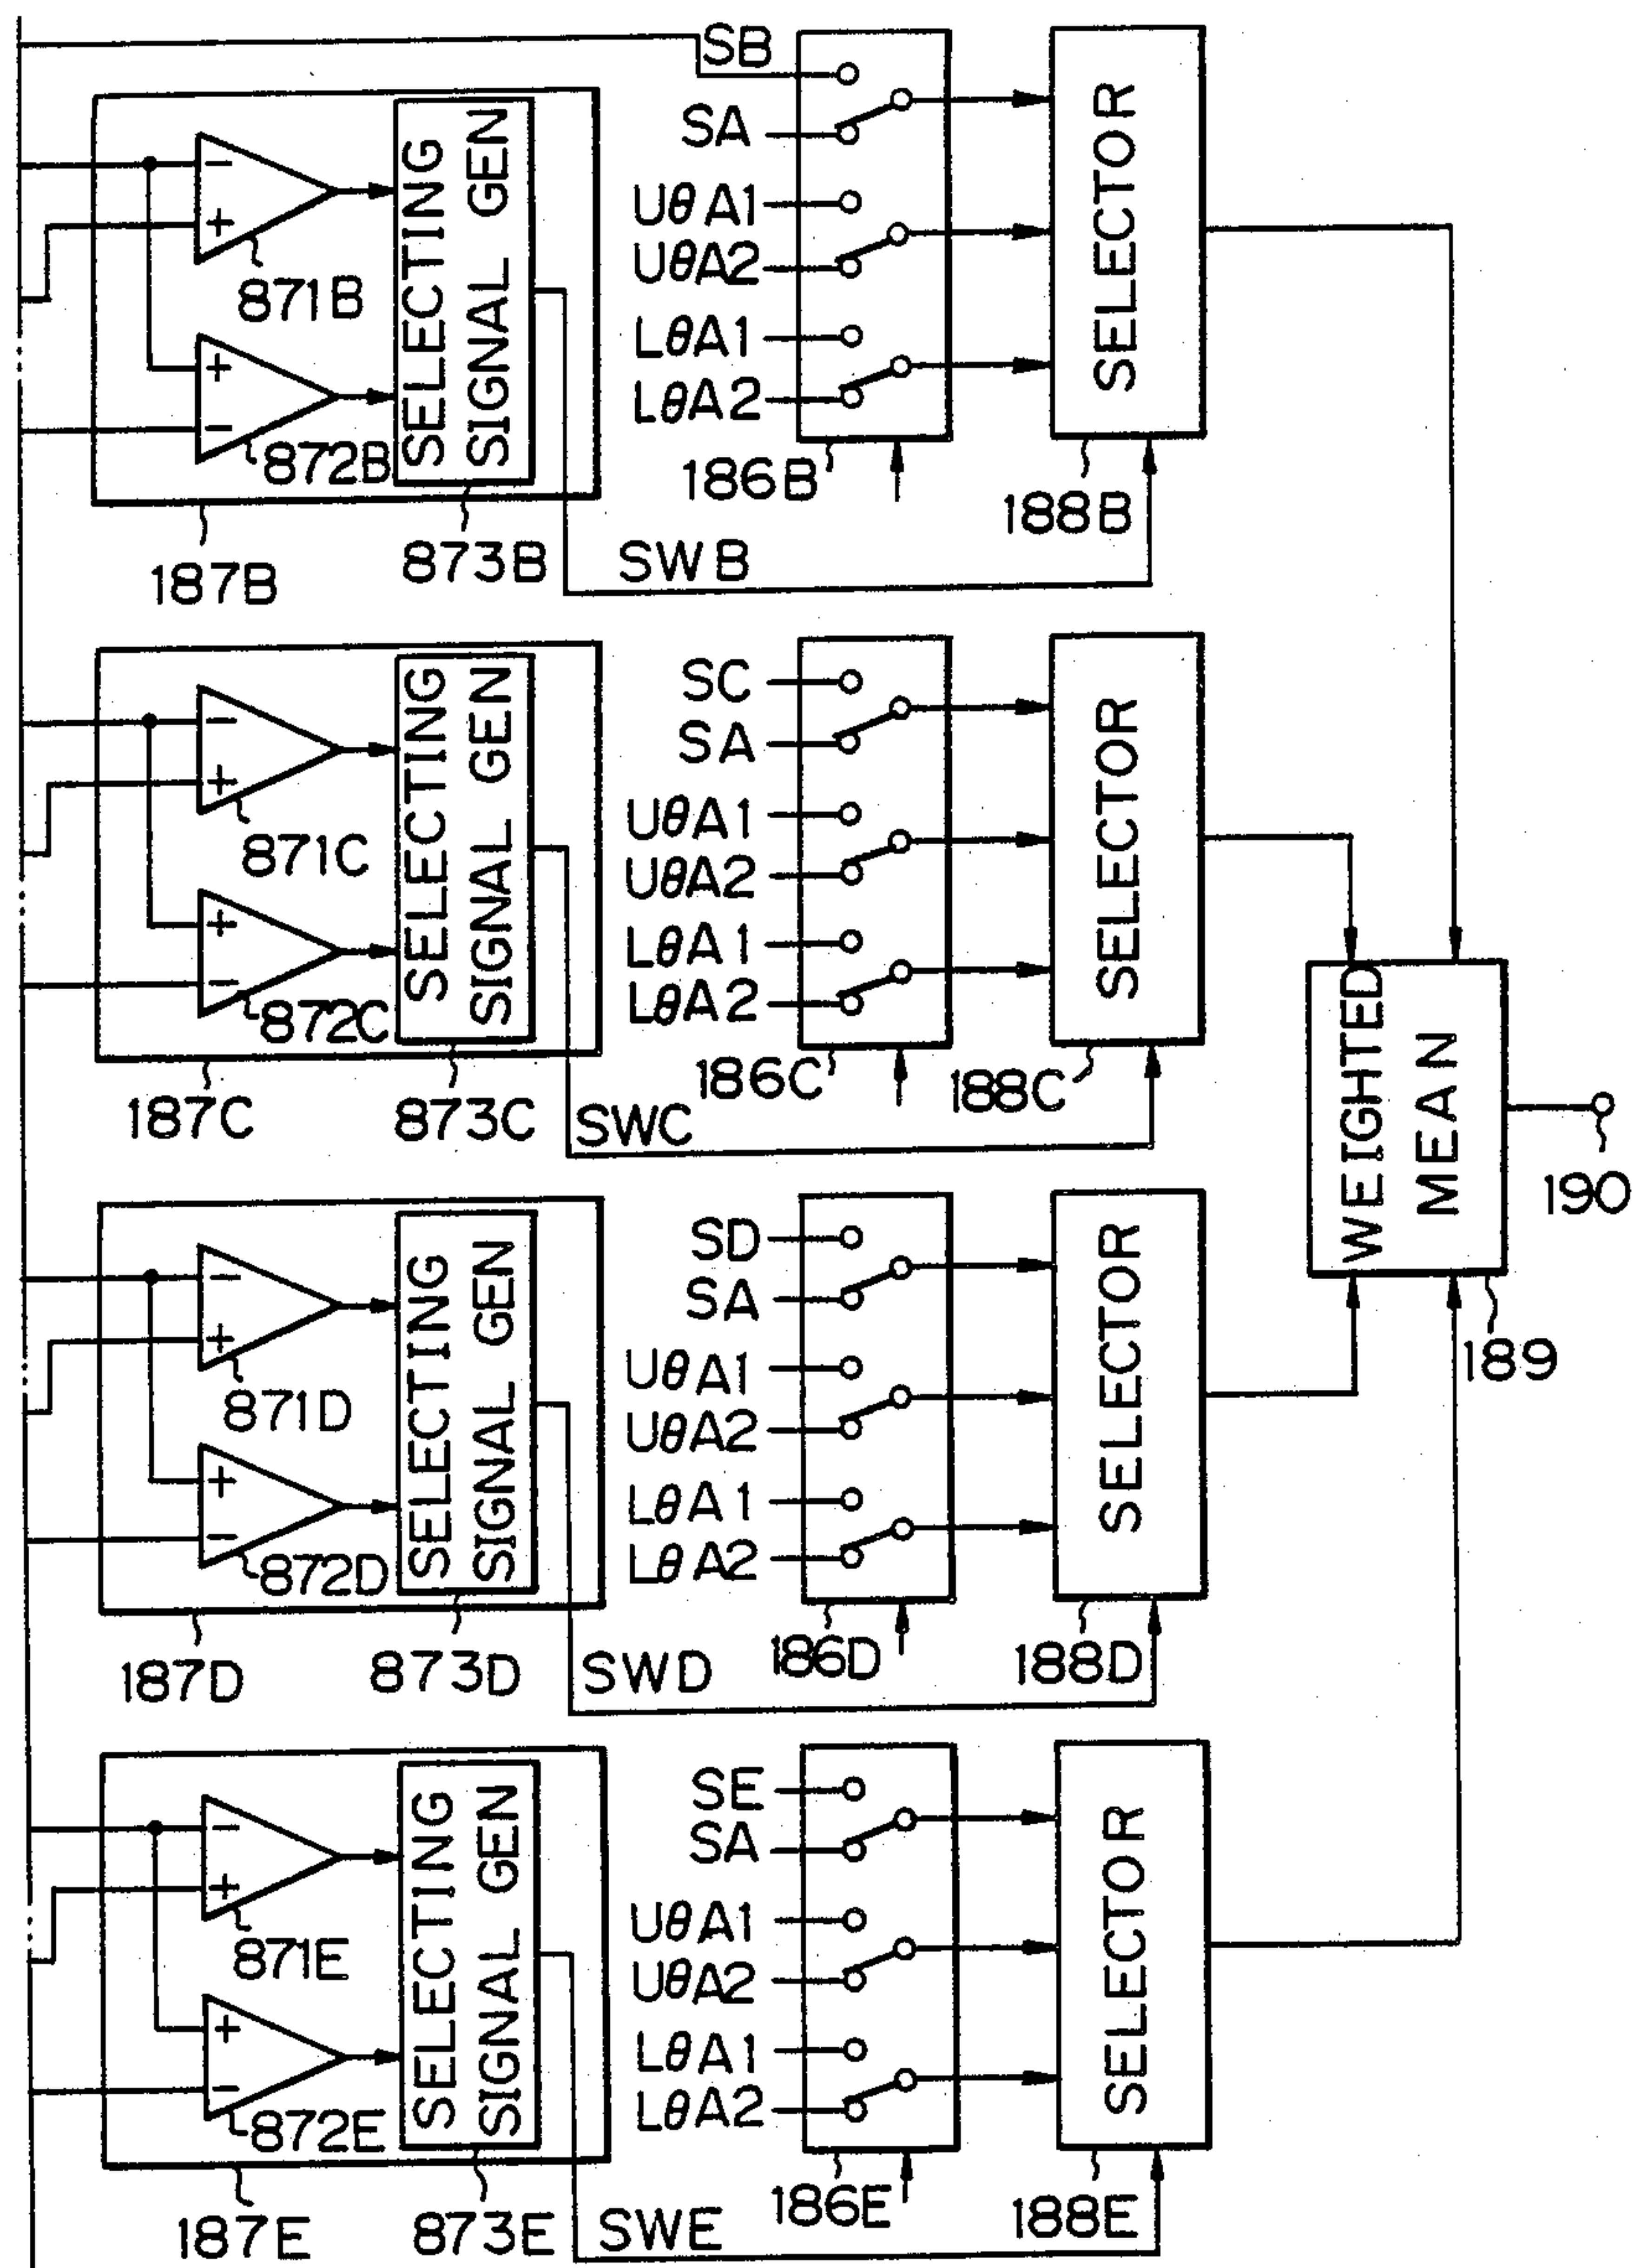 SB
SA
UθA1
UθA2
LθA1
LθA2
871B
872B
SELECTING
SIGNAL GEN
SELECTOR
186B
188B
187B
873B
SWB
SC
SA
UθA1
UθA2
LθA1
LθA2
871C
872C
SELECTING
SIGNAL GEN
SELECTOR
186C
188C
187C
873C
SWC
WEIGHTED
MEAN
190
189
SD
SA
UθA1
UθA2
LθA1
LθA2
871D
872D
SELECTING
SIGNAL GEN
SELECTOR
186D
188D
187D
873D
SWD
SE
SA
UθA1
UθA2
LθA1
LθA2
871E
872E
SELECTING
SIGNAL GEN
SELECTOR
186E
188E
187E
873E
SWE